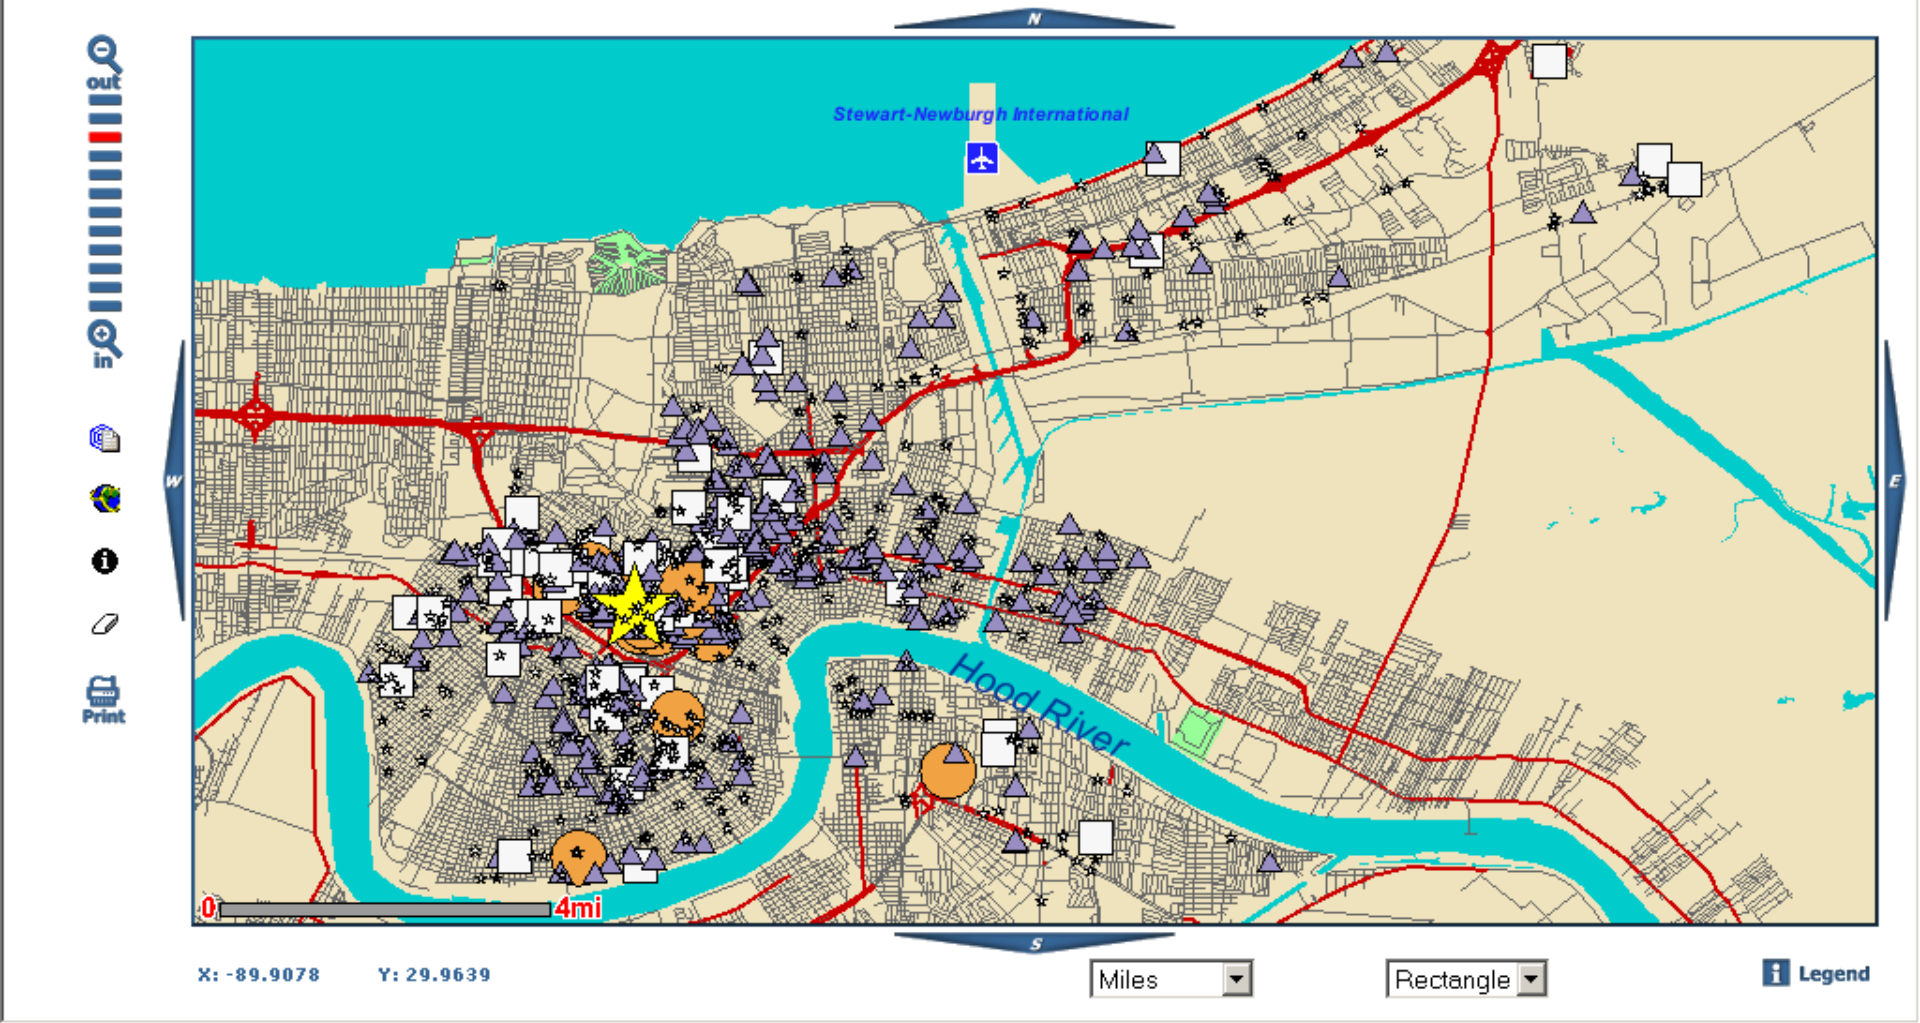 N
out
Stewart-Newburgh International
in
W
E
Hood River
Print
0 4mi
S
X: -89.9078 Y: 29.9639
Miles
Rectangle
i Legend